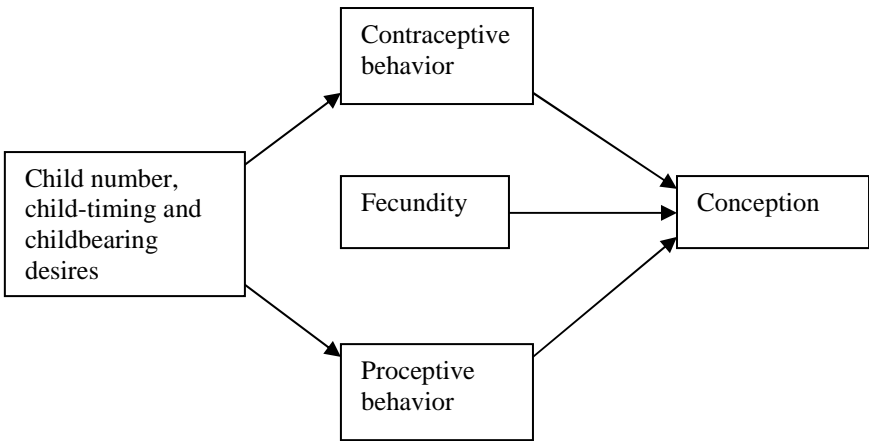 Contraceptive
behavior
Child number,
child-timing and
childbearing
desires
Fecundity
Conception
Proceptive
behavior